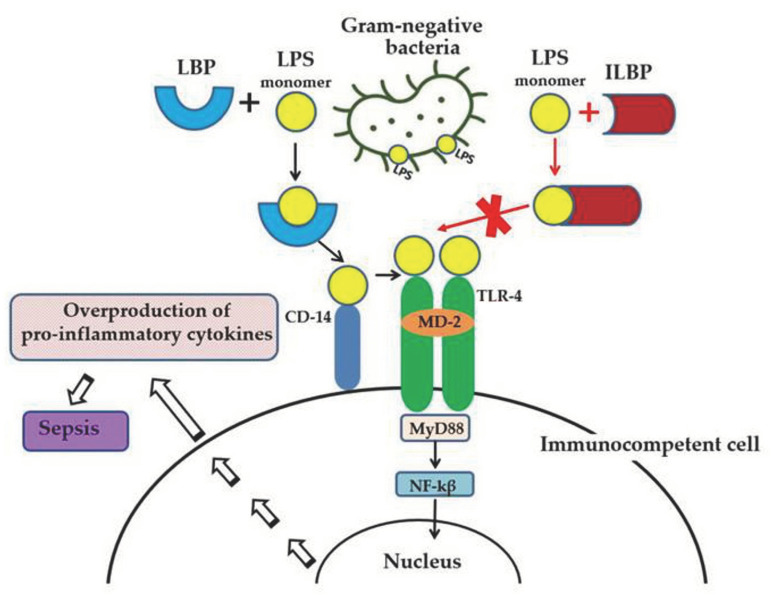 Gram-negative
bacteria
LBP
LPS
monomer
LPS
monomer
ILBP
+
+
LPS
LPS
CD-14
TLR-4
MD-2
Overproduction of
pro-inflammatory cytokines
Sepsis
MyD88
Immunocompetent cell
NF-kβ
Nucleus